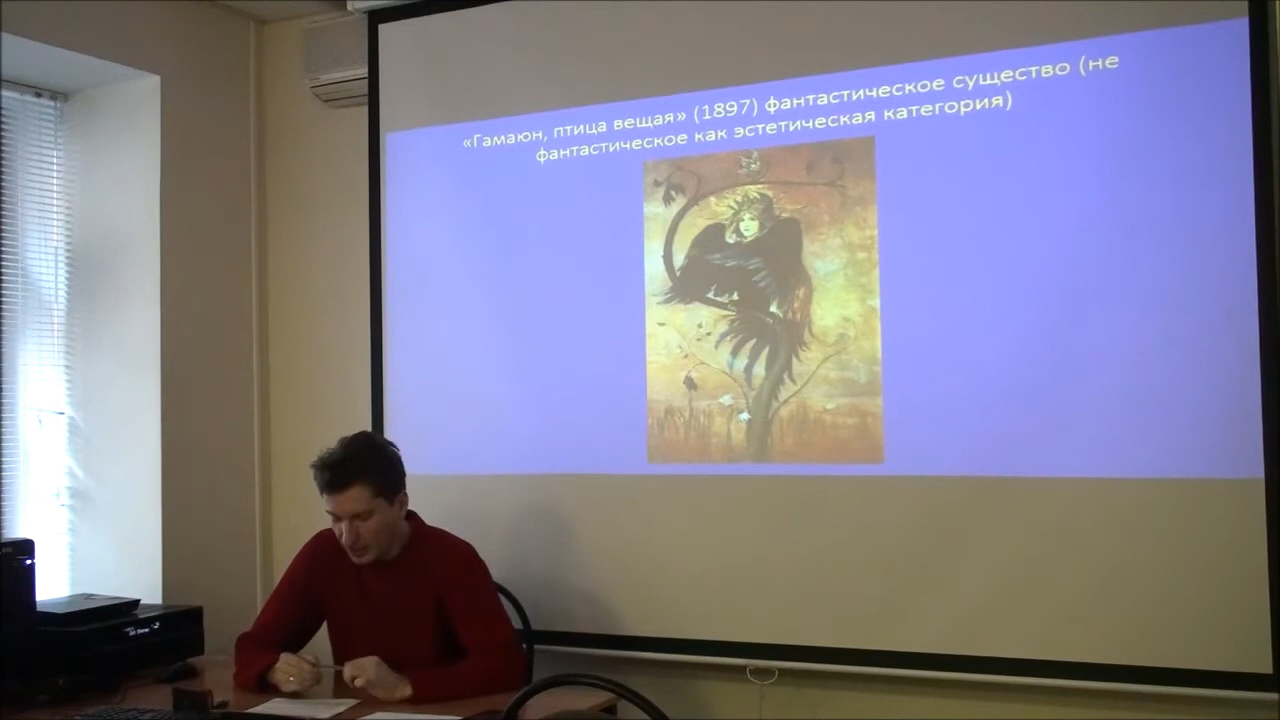 «Гамаюн, птица вещая» (1897) фантастическое существо (не
фантастическое как эстетическая категория)